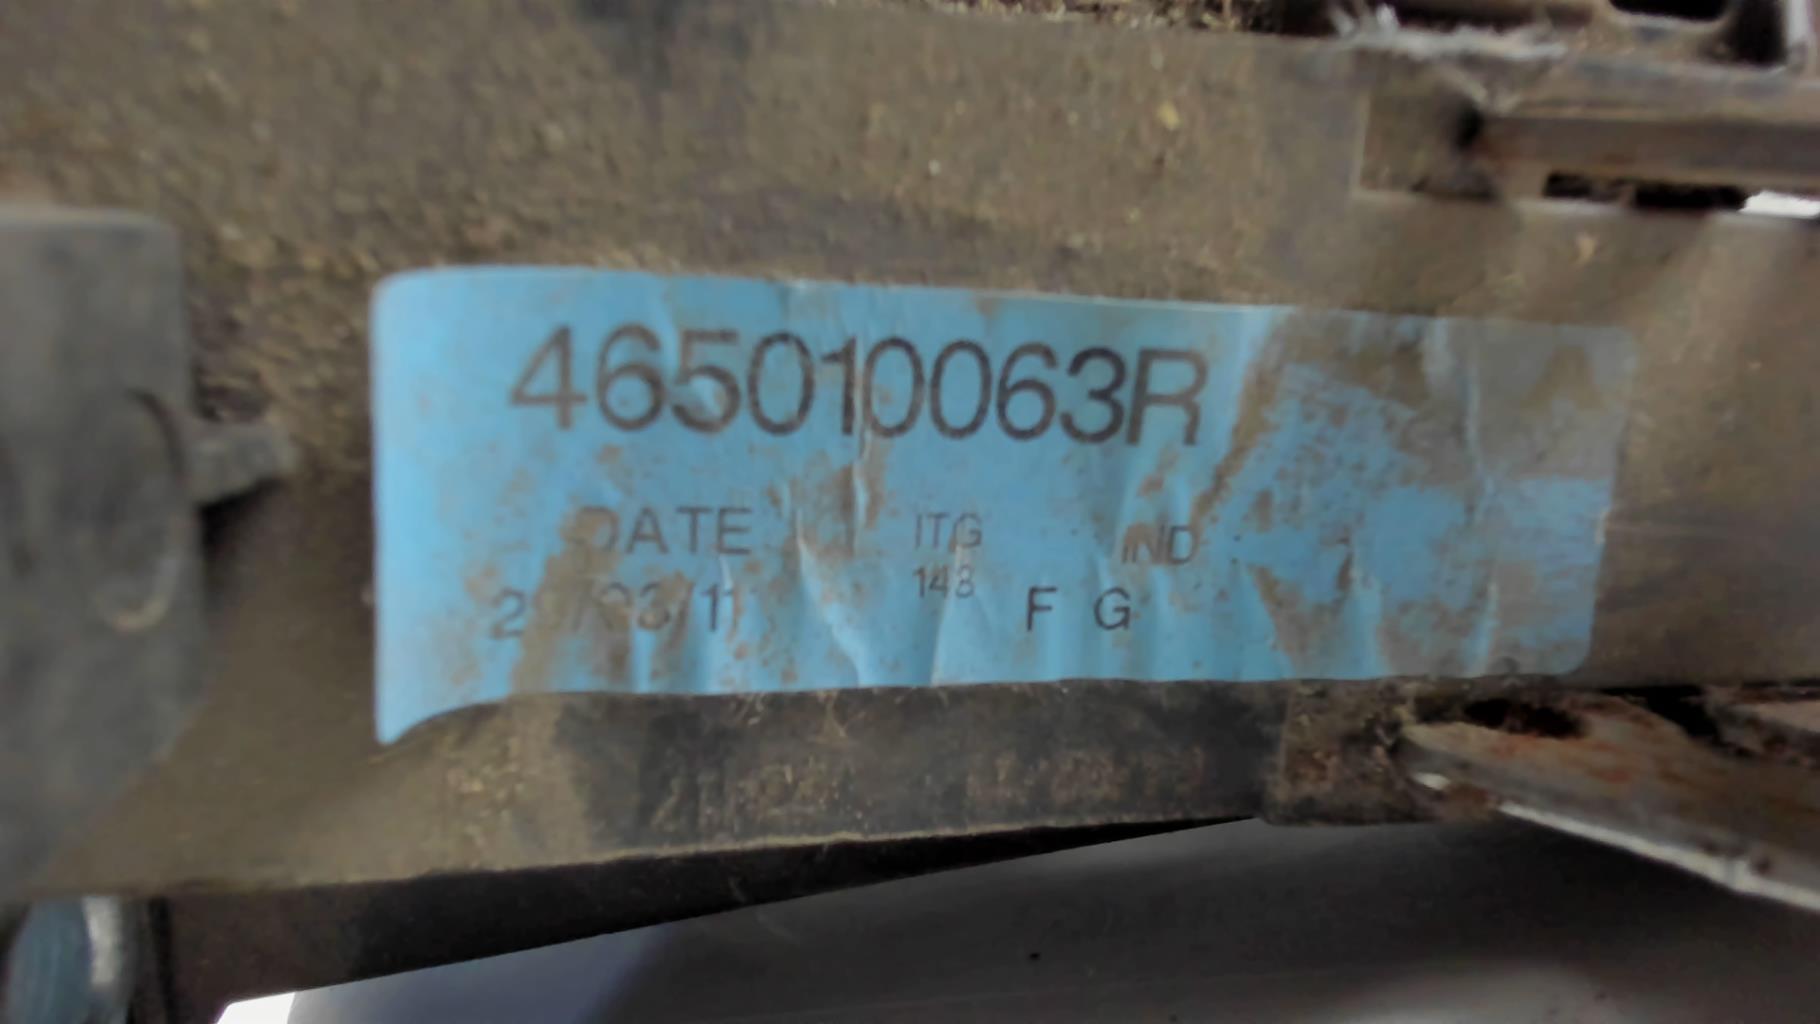 465010063R
DATE ITG IND :
148 F G